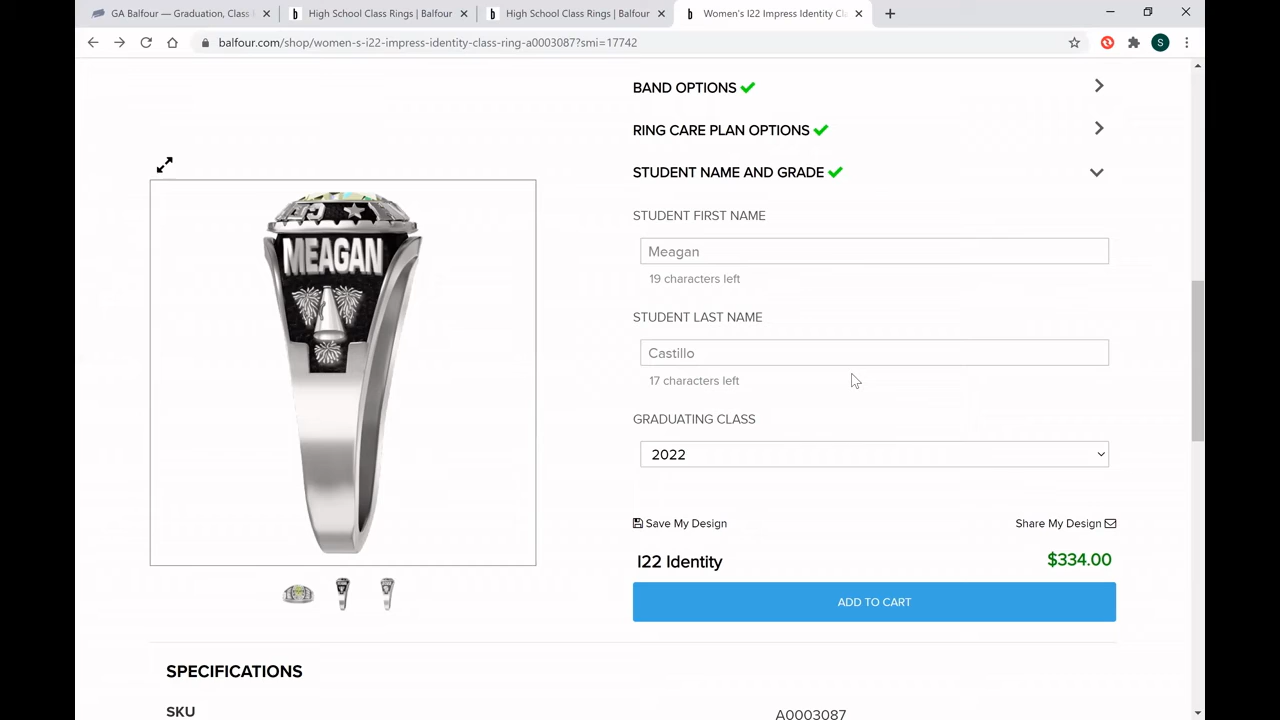 GA Balfour — Graduation, Class
High School Class Rings | Balfour
High School Class Rings | Balfour
Women's I22 Impress Identity Cla
balfour.com/shop/women-s-i22-impress-identity-class-ring-a0003087?smi=17742
S
BAND OPTIONS
RING CARE PLAN OPTIONS
STUDENT NAME AND GRADE
MEAGAN
STUDENT FIRST NAME
Meagan
19 characters left
STUDENT LAST NAME
Castillo
17 characters left
GRADUATING CLASS
2022
Save My Design
Share My Design
I22 Identity
$334.00
ADD TO CART
SPECIFICATIONS
SKU
A0003087